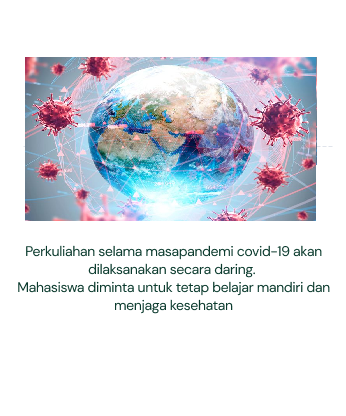 Perkuliahan selama masapandemi covid-19 akan
dilaksanakan secara daring.
Mahasiswa diminta untuk tetap belajar mandiri dan
menjaga kesehatan